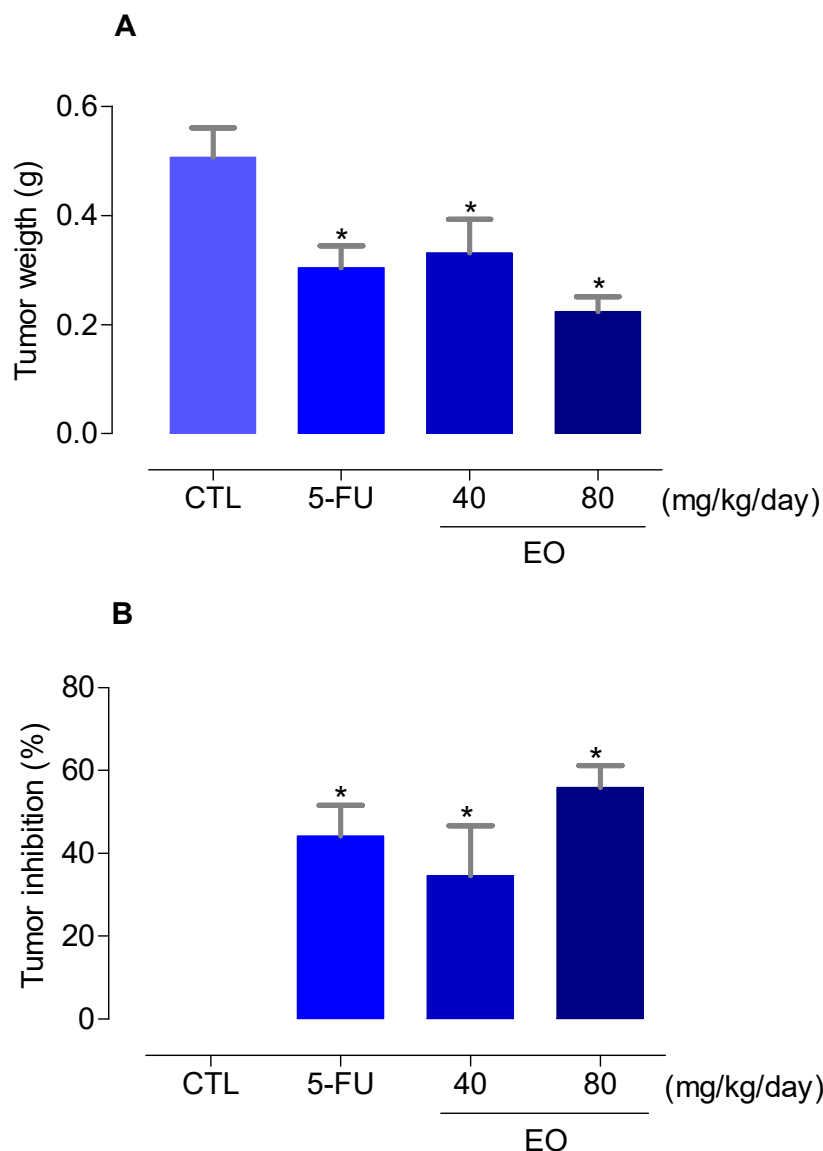 A
0.6
0.4
0.2
0.0
Tumor weigth (g)
*
*
*
CTL 5-FU 40 80 (mg/kg/day)
EO
B
80
60
40
20
0
Tumor inhibition (%)
*
*
*
CTL 5-FU 40 80 (mg/kg/day)
EO